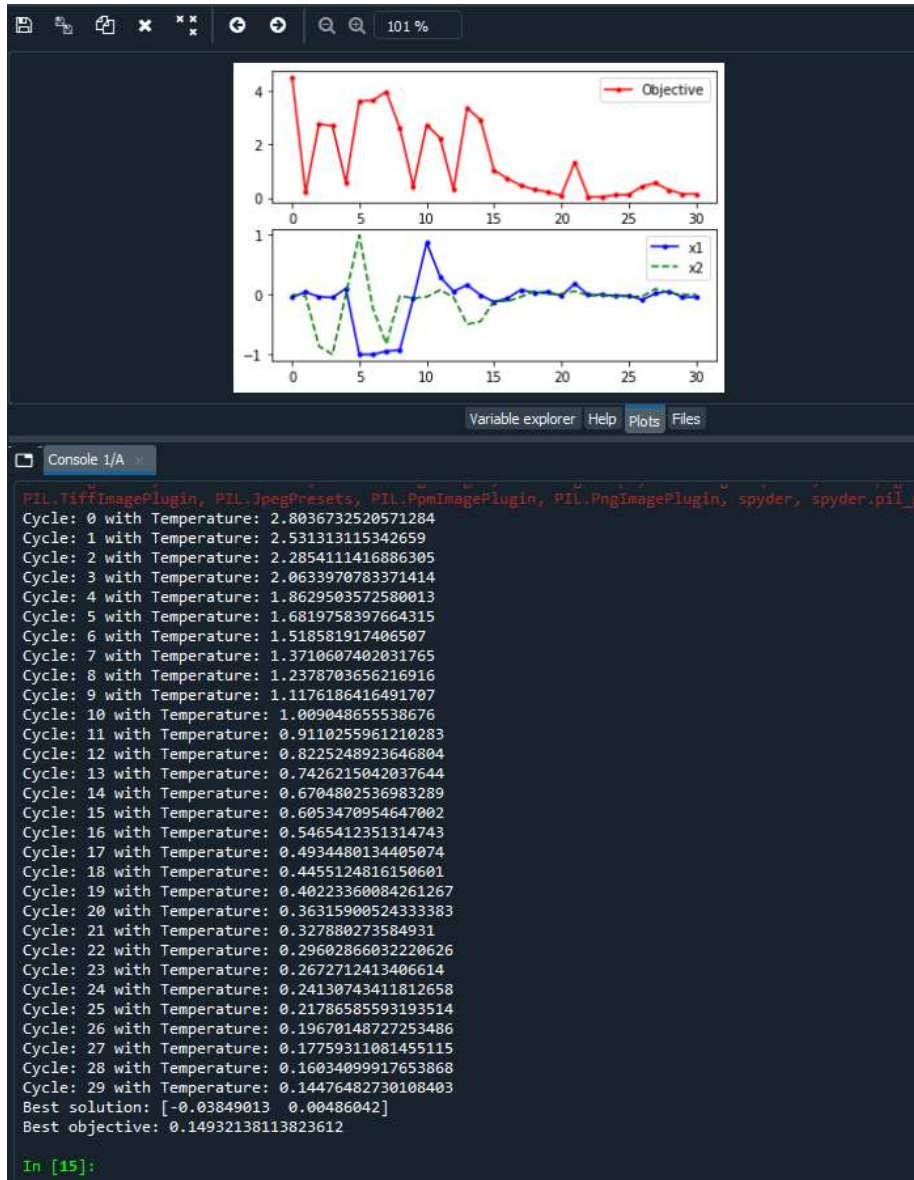 101 %
4
2
0
Objective
0 5 10 15 20 25 30
1
0
−1
x1
x2
0 5 10 15 20 25 30
Variable explorer Help Plots Files
Console 1/A
PIL.TiffImagePlugin, PIL.JpegPresets, PIL.PpmImagePlugin, PIL.PngImagePlugin, spyder, spyder.pil_
Cycle: 0 with Temperature: 2.8036732520571284
Cycle: 1 with Temperature: 2.531313115342659
Cycle: 2 with Temperature: 2.2854111416886305
Cycle: 3 with Temperature: 2.0633970783371414
Cycle: 4 with Temperature: 1.8629503572580013
Cycle: 5 with Temperature: 1.6819758397664315
Cycle: 6 with Temperature: 1.518581917406507
Cycle: 7 with Temperature: 1.3710607402031765
Cycle: 8 with Temperature: 1.2378703656216916
Cycle: 9 with Temperature: 1.1176186416491707
Cycle: 10 with Temperature: 1.009048655538676
Cycle: 11 with Temperature: 0.9110255961210283
Cycle: 12 with Temperature: 0.8225248923646804
Cycle: 13 with Temperature: 0.7426215042037644
Cycle: 14 with Temperature: 0.6704802536983289
Cycle: 15 with Temperature: 0.6053470954647002
Cycle: 16 with Temperature: 0.5465412351314743
Cycle: 17 with Temperature: 0.4934480134405074
Cycle: 18 with Temperature: 0.4455124816150601
Cycle: 19 with Temperature: 0.40223360084261267
Cycle: 20 with Temperature: 0.36315900524333383
Cycle: 21 with Temperature: 0.327880273584931
Cycle: 22 with Temperature: 0.29602866032220626
Cycle: 23 with Temperature: 0.2672712413406614
Cycle: 24 with Temperature: 0.24130743411812658
Cycle: 25 with Temperature: 0.21786585593193514
Cycle: 26 with Temperature: 0.19670148727253486
Cycle: 27 with Temperature: 0.17759311081455115
Cycle: 28 with Temperature: 0.16034099917653868
Cycle: 29 with Temperature: 0.14476482730108403
Best solution: [-0.03849013 0.00486042]
Best objective: 0.14932138113823612
In [15]: